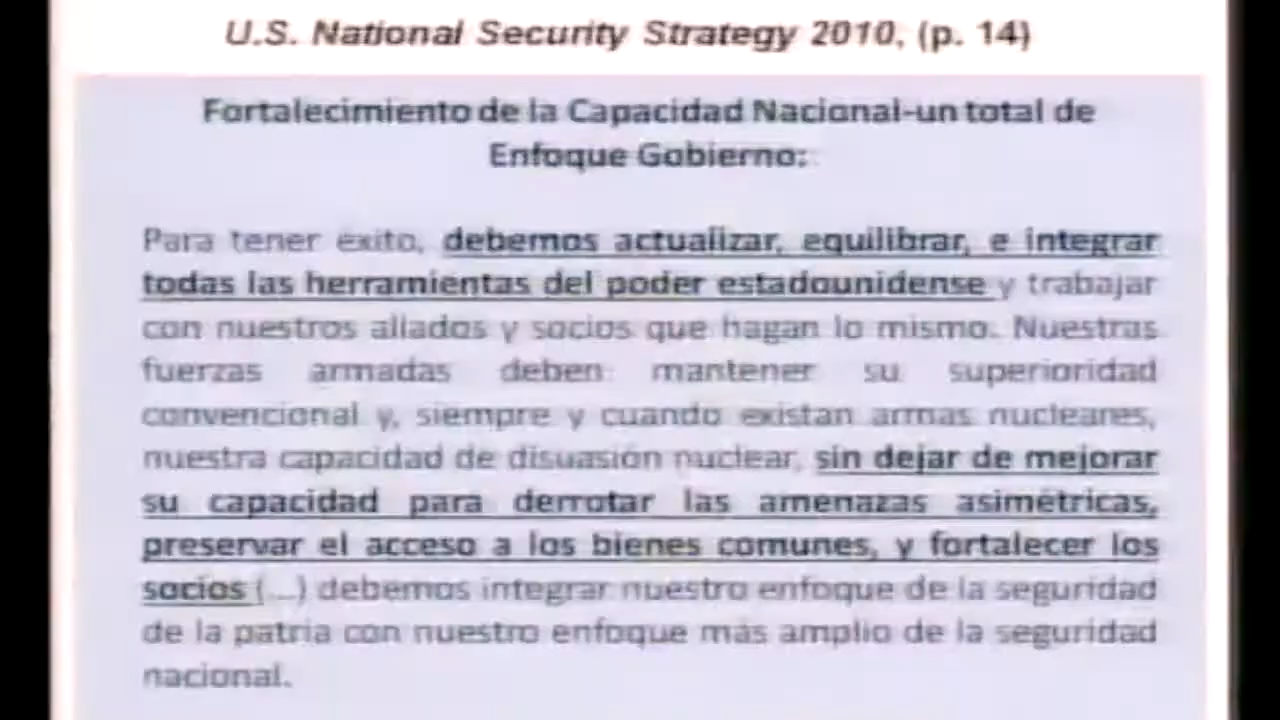 U.S. National Security Strategy 2010, (p. 14)
Fortalecimiento de la Capacidad Nacional-un total de
Enfoque Gobierno:
Para tener éxito, debemos actualizar, equilibrar, e integrar
todas las herramientas del poder estadounidense y trabajar
con nuestros aliados y socios que hagan lo mismo. Nuestras
fuerzas armadas deben mantener su superioridad
convencional y, siempre y cuando existan armas nucleares,
nuestra capacidad de disuasión nuclear, sin dejar de mejorar
su capacidad para derrotar las amenazas asimétricas,
preservar el acceso a los bienes comunes, y fortalecer los
socios (...) debemos integrar nuestro enfoque de la seguridad
de la patria con nuestro enfoque más amplio de la seguridad
nacional.